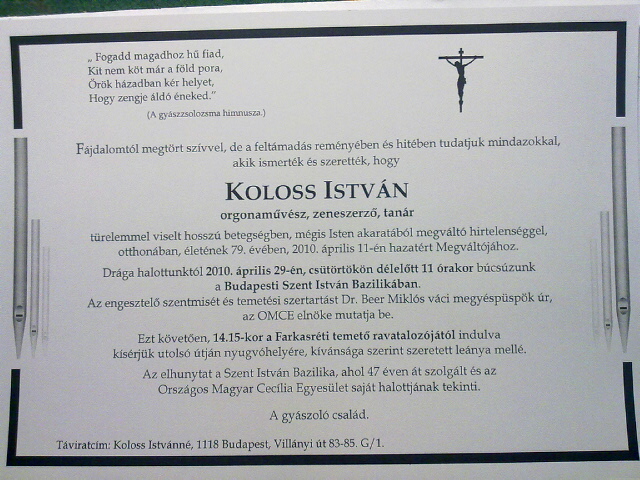 „ Fogadd magadhoz hű fiad,
Kit nem köt már a föld pora,
Örök házadban kér helyet,
Hogy zengje áldó éneked."
(A gyászzsolozsma himnusza.)
Fájdalomtól megtört szívvel, de a feltámadás reményében és hitében tudatjuk mindazokkal,
akik ismerték és szerették, hogy
KOLOSS ISTVÁN
orgonaművész, zeneszerző, tanár
türelemmel viselt hosszú betegségben, mégis Isten akaratából megváltó hirtelenséggel,
otthonában, életének 79. évében, 2010. április 11-én hazatért Megváltójához.
Drága halottunktól 2010. április 29-én, csütörtökön délelőtt 11 órakor búcsúzunk
a Budapesti Szent István Bazilikában.
Az engesztelő szentmisét és temetési szertartást Dr. Beer Miklós váci megyéspüspök úr,
az OMCE elnöke mutatja be.
Ezt követően, 14.15-kor a Farkasréti temető ravatalozójától indulva
kísérjük utolsó útján nyugvóhelyére, kívánsága szerint szeretett leánya mellé.
Az elhunytat a Szent István Bazilika, ahol 47 éven át szolgált és az
Országos Magyar Cecília Egyesület saját halottjának tekinti.
A gyászoló család.
Táviratcím: Koloss Istvánné, 1118 Budapest, Villányi út 83-85. G/1.